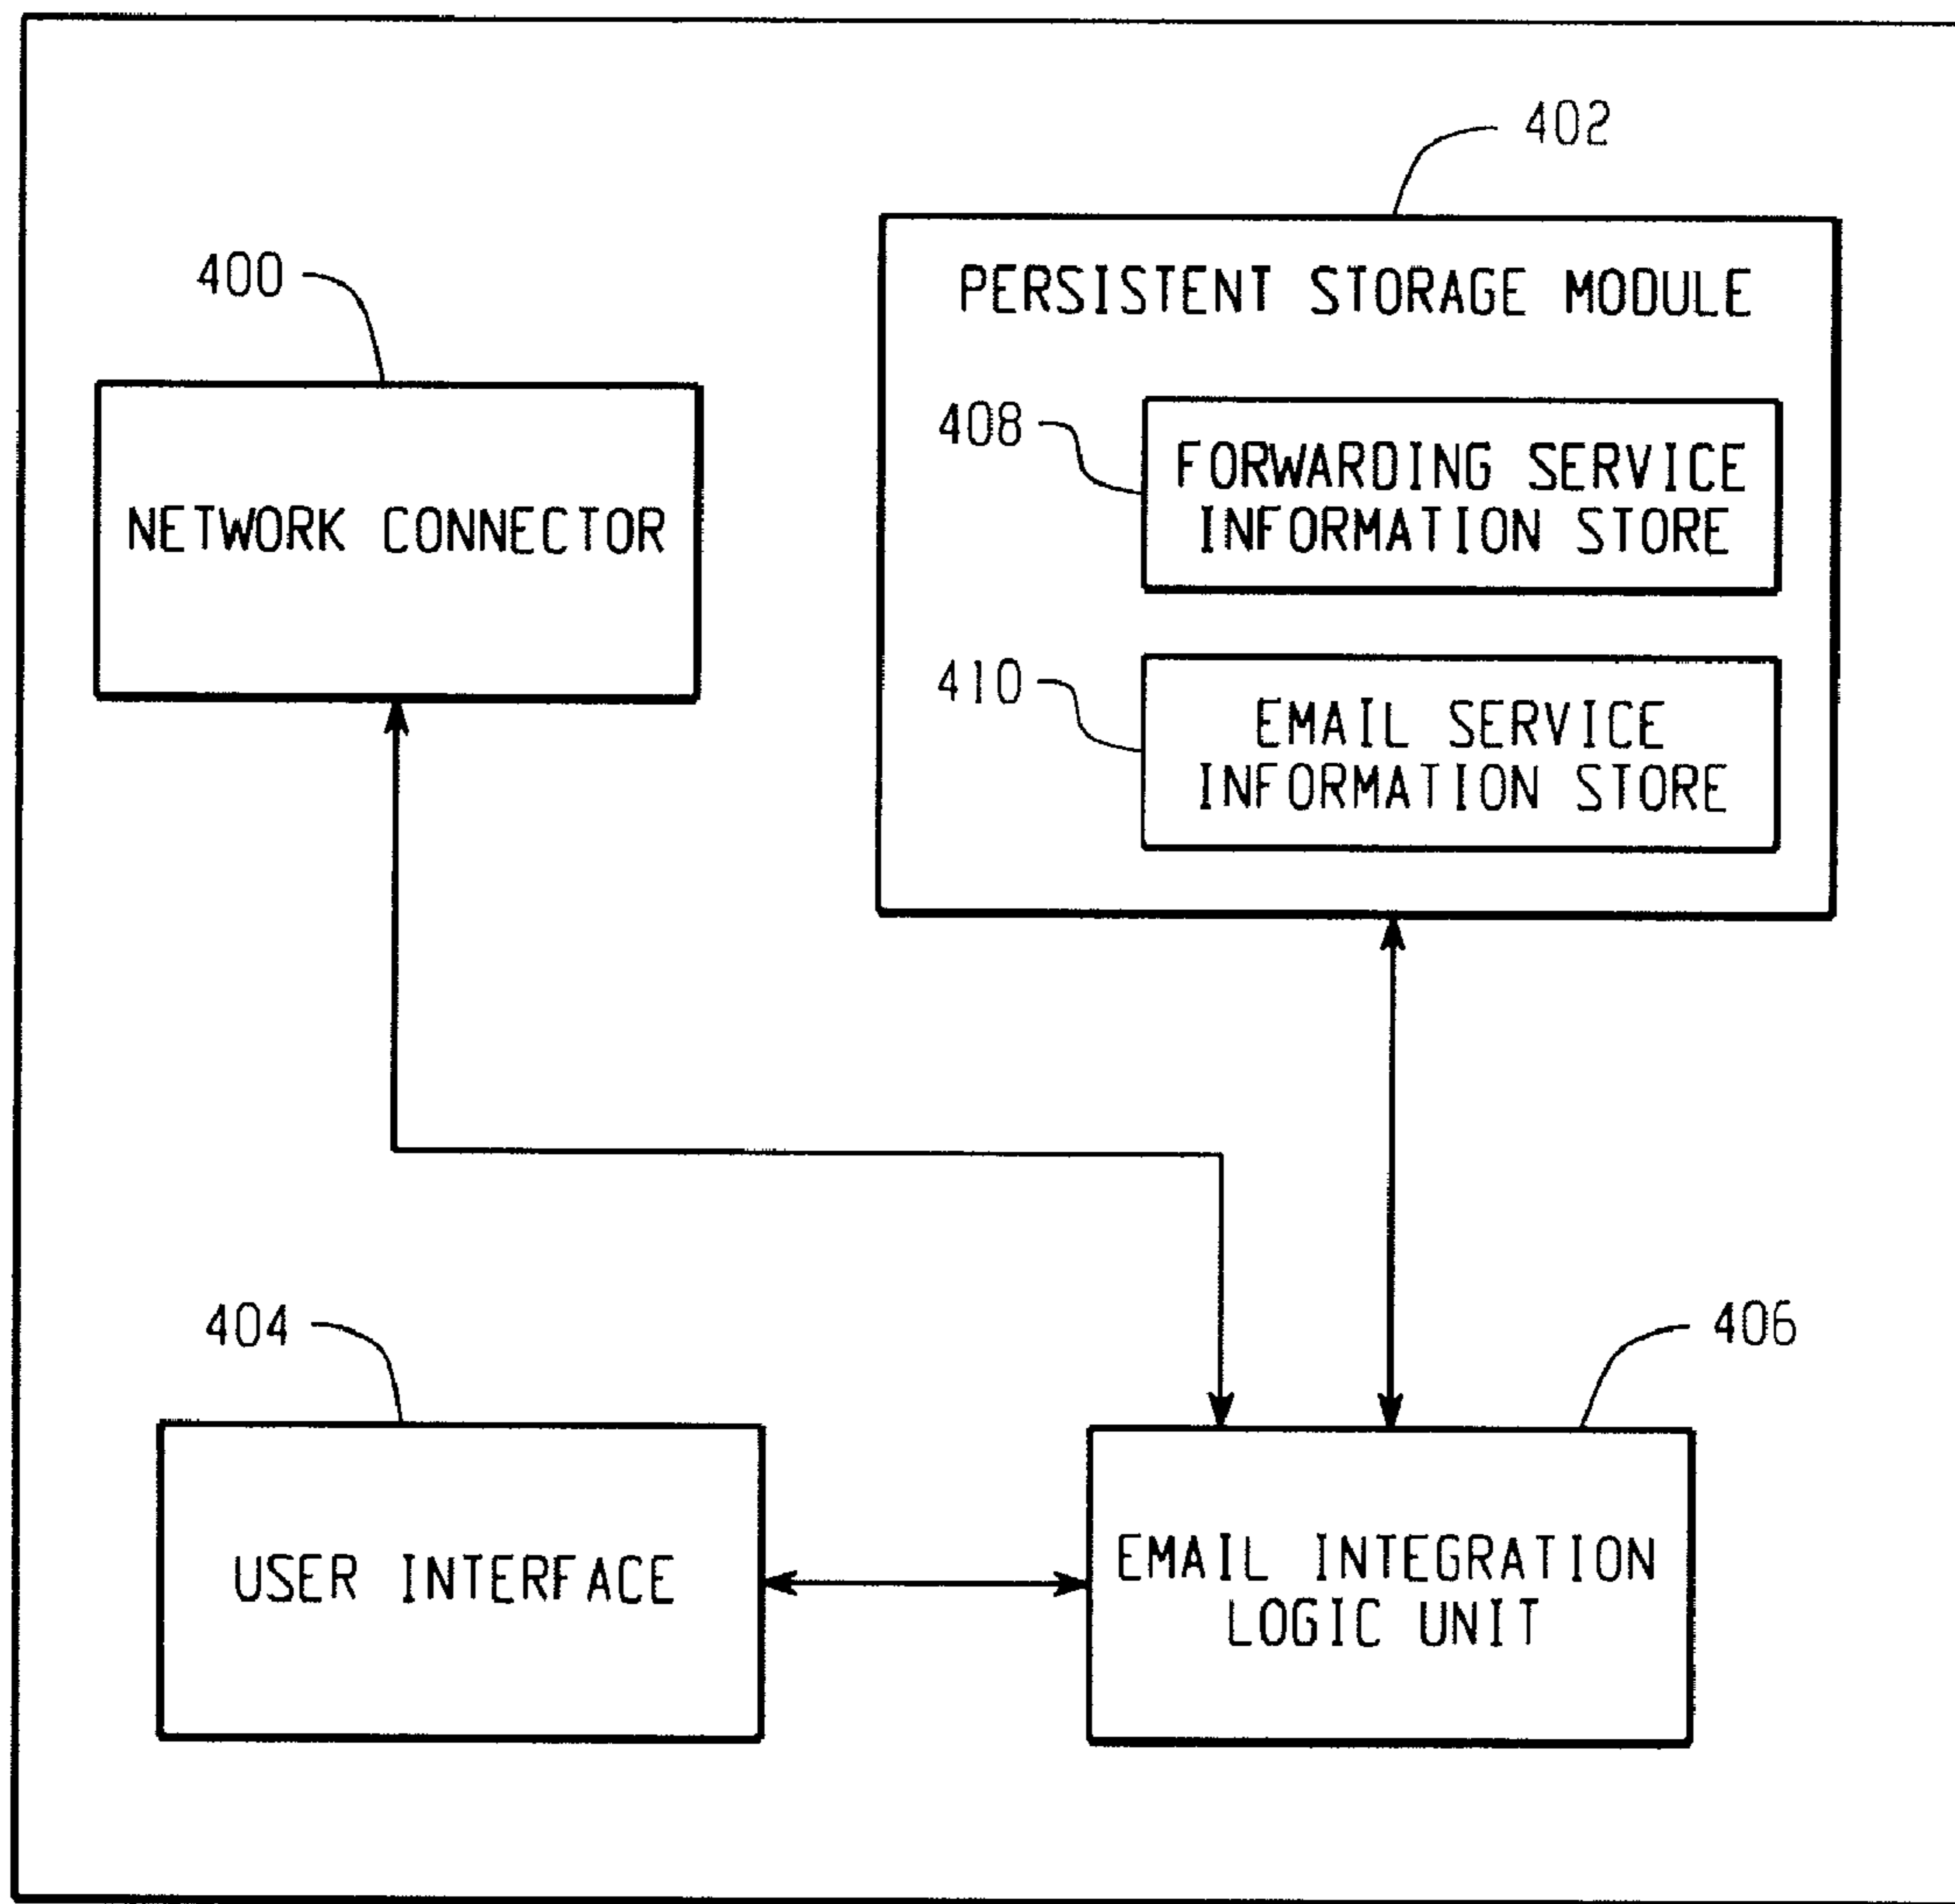 402
400
PERSISTENT STORAGE MODULE
408
FORWARDING SERVICE
INFORMATION STORE
NETWORK CONNECTOR
410
EMAIL SERVICE
INFORMATION STORE
404
406
USER INTERFACE
EMAIL INTEGRATION
LOGIC UNIT